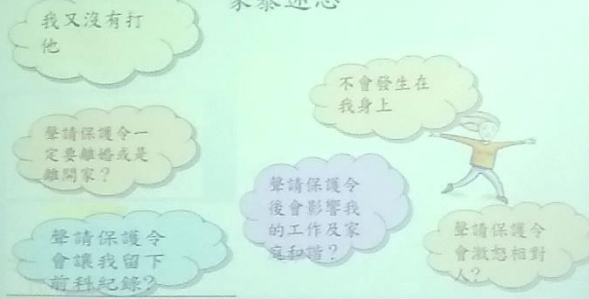 家暴迷思
我又沒有打
他
不會發生在
我身上
聲請保護令一
定要離婚或是
離開家？
聲請保護令
後會影響我
的工作及家
庭和諧？
聲請保護令
會讓我留下
前科紀錄？
聲請保護令
會激怒相對
人？